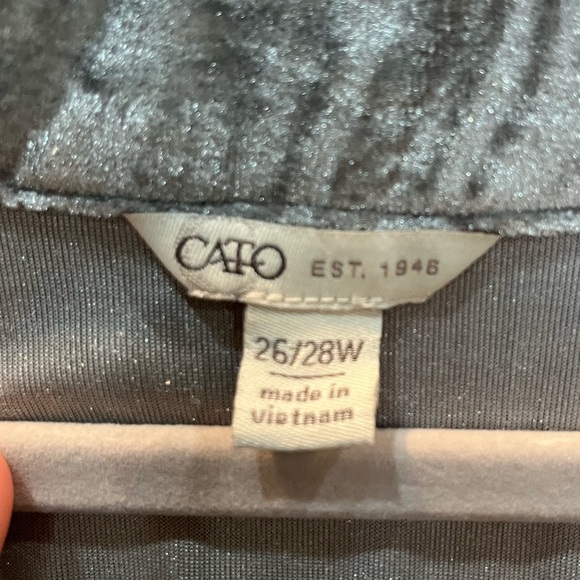 CATO EST. 1946
26/28W
made in
Vietnam